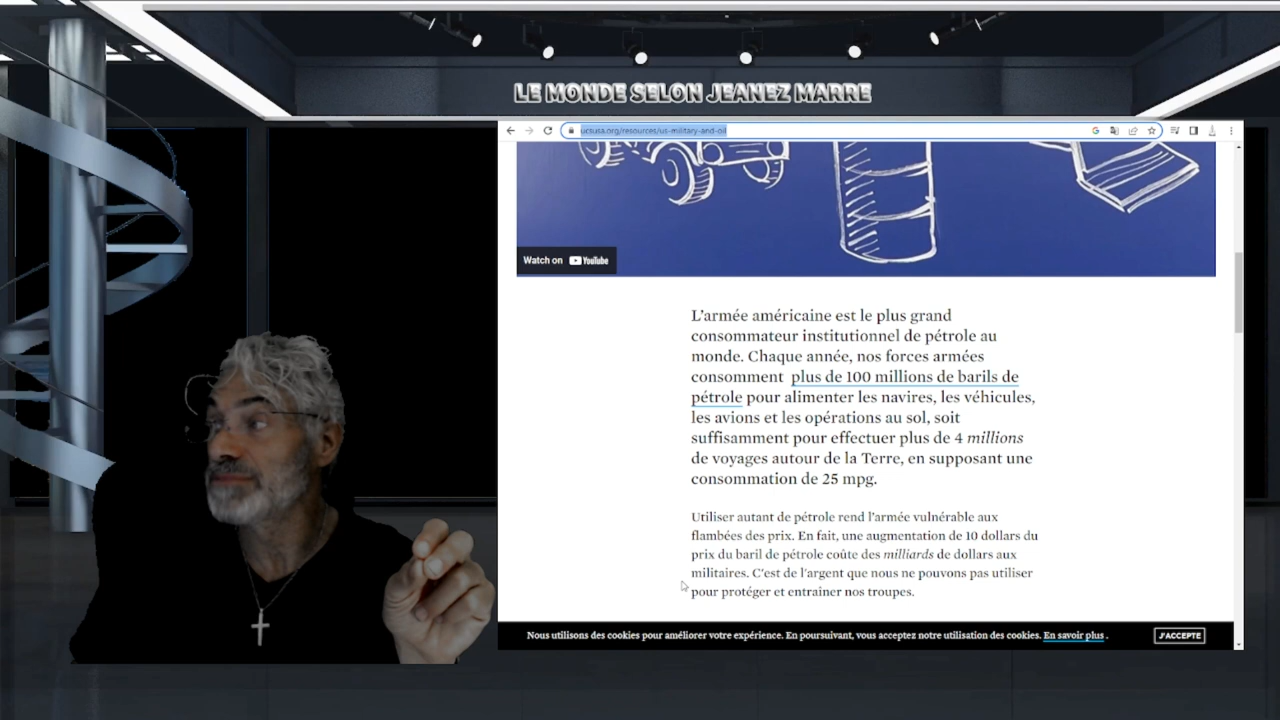 LE MONDE SELON JEANEZ MARRE
ucsusa.org/resources/us-military-and-oil
Watch on YouTube
L'armée américaine est le plus grand
consommateur institutionnel de pétrole au
monde. Chaque année, nos forces armées
consomment plus de 100 millions de barils de
pétrole pour alimenter les navires, les véhicules,
les avions et les opérations au sol, soit
suffisamment pour effectuer plus de 4 millions
de voyages autour de la Terre, en supposant une
consommation de 25 mpg.
Utiliser autant de pétrole rend l'armée vulnérable aux
flambées des prix. En fait, une augmentation de 10 dollars du
prix du baril de pétrole coûte des milliards de dollars aux
militaires. C'est de l'argent que nous ne pouvons pas utiliser
pour protéger et entraîner nos troupes.
Nous utilisons des cookies pour améliorer votre expérience. En poursuivant, vous acceptez notre utilisation des cookies. En savoir plus .
J'ACCEPTE